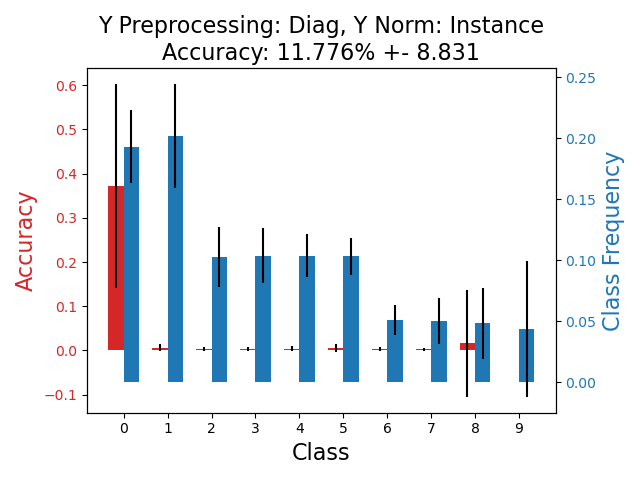 Y Preprocessing: Diag, Y Norm: Instance
Accuracy: 11.776% +- 8.831
0.6
0.5
0.4
0.3
0.2
0.1
0.0
−0.1
Accuracy
0.25
0.20
0.15
0.10
0.05
0.00
Class Frequency
0 1 2 3 4 5 6 7 8 9
Class